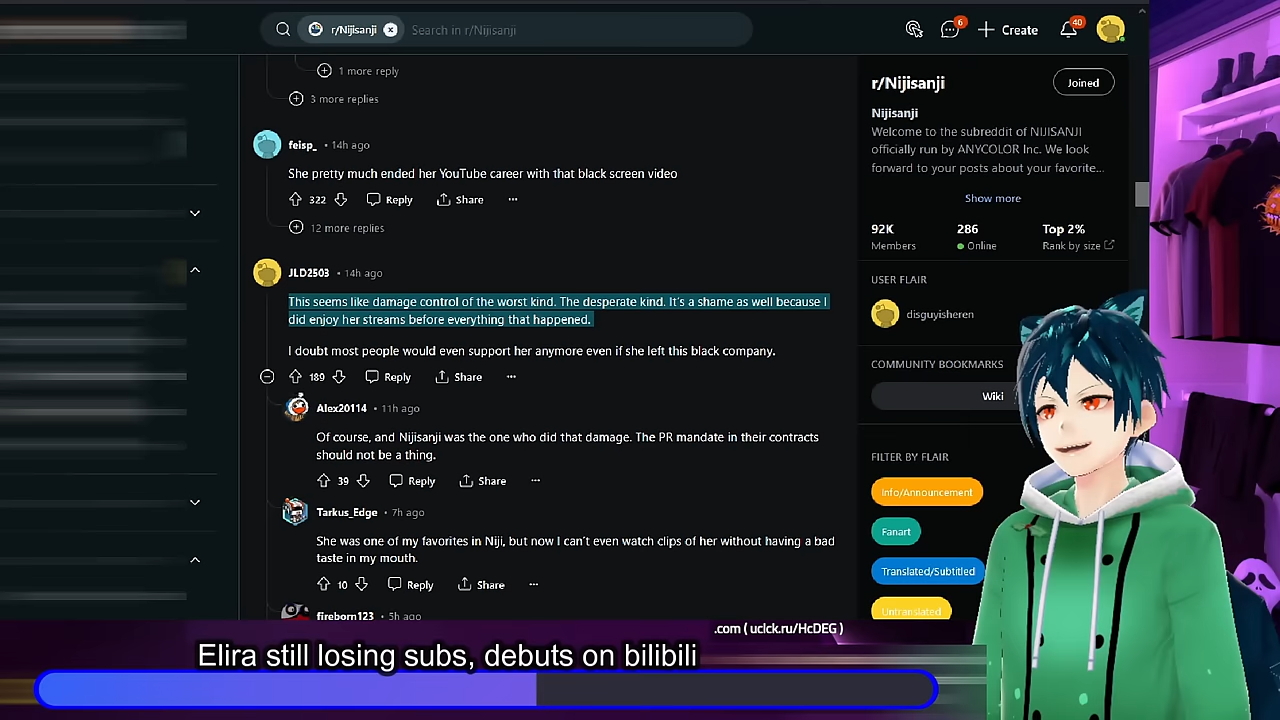 r/Nijisanji
Search in r/Nijisanji
6
Create
40
1 more reply
3 more replies
feisp_ • 14h ago
She pretty much ended her YouTube career with that black screen video
322 Reply Share ...
12 more replies
JLD2503 • 14h ago
This seems like damage control of the worst kind. The desperate kind. It's a shame as well because I
did enjoy her streams before everything that happened.
I doubt most people would even support her anymore even if she left this black company.
189 Reply Share ...
Alex20114 • 11h ago
Of course, and Nijisanji was the one who did that damage. The PR mandate in their contracts
should not be a thing.
39 Reply Share ...
Tarkus_Edge • 7h ago
She was one of my favorites in Niji, but now I can't even watch clips of her without having a bad
taste in my mouth.
10 Reply Share ...
fireborn123 • 5h ago
r/Nijisanji
Joined
Nijisanji
Welcome to the subreddit of NIJISANJI
officially run by ANYCOLOR Inc. We look
forward to your posts about your favorite...
Show more
92K 286 Top 2%
Members Online Rank by size
USER FLAIR
disguyisheren
COMMUNITY BOOKMARKS
Wiki
FILTER BY FLAIR
Info/Announcement
Fanart
Translated/Subtitled
Untranslated
.com ( uclck.ru/HcDEG )
Elira still losing subs, debuts on bilibili